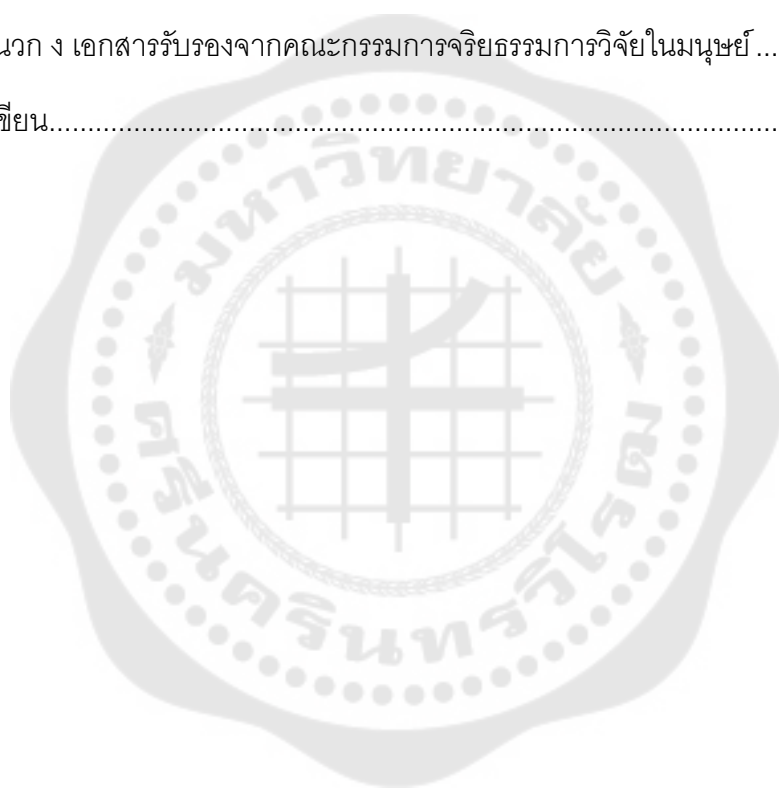 นวก ง เอกสารรับรองจากคณะกรรมการจริยธรรมการวิจัยในมนุษย์ ...
ขียน....................................................................................................
มหาวิทยาลัย
ศรีนครินทรวิโรฒ